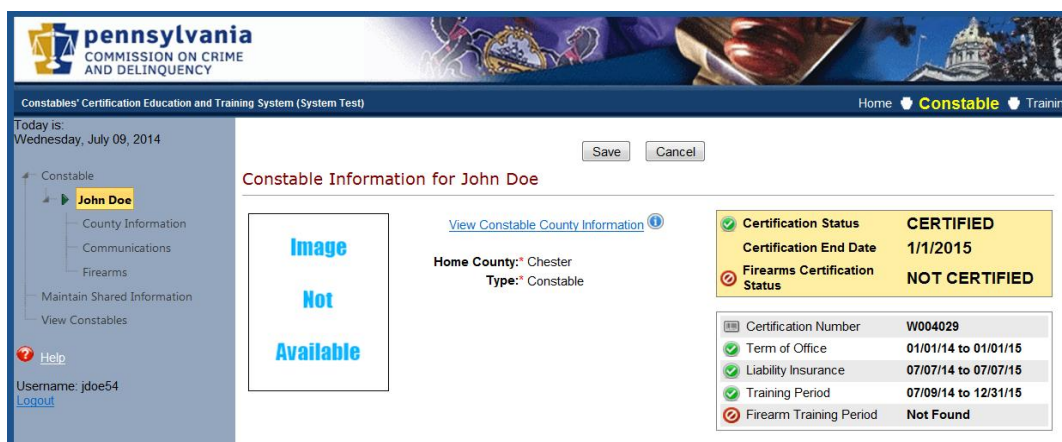 pennsylvania
COMMISSION ON CRIME
AND DELINQUENCY
Constables' Certification Education and Training System (System Test)
Home Constable Trainin
Today is:
Wednesday, July 09, 2014
Constable
John Doe
County Information
Communications
Firearms
Maintain Shared Information
View Constables
Help
Username: jdoe54
Logout
Save Cancel
Constable Information for John Doe
Image
Not
Available
View Constable County Information
Home County:* Chester
Type:* Constable
Certification Status CERTIFIED
Certification End Date 1/1/2015
Firearms Certification
Status NOT CERTIFIED
Certification Number W004029
Term of Office 01/01/14 to 01/01/15
Liability Insurance 07/07/14 to 07/07/15
Training Period 07/09/14 to 12/31/15
Firearm Training Period Not Found